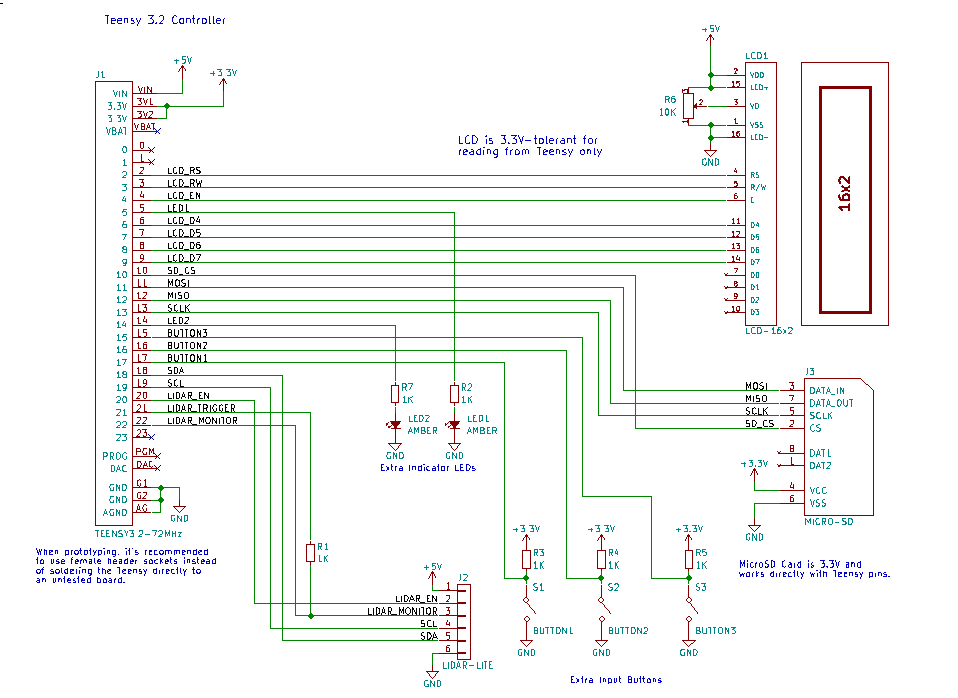 Teensy 3.2 Controller
J1
+5V
+3.3V
VIN VIN
3.3V 3V1
3.3V 3V2
VBAT VBAT
0 0
1 1
2 2 LCD_RS
3 3 LCD_RW
4 4 LCD_EN
5 5 LED1
6 6 LCD_D4
7 7 LCD_D5
8 8 LCD_D6
9 9 LCD_D7
10 10 SD_CS
11 11 MOSI
12 12 MISO
13 13 SCLK
14 14 LED2
15 15 BUTTON3
16 16 BUTTON2
17 17 BUTTON1
18 18 SDA
19 19 SCL
20 20 LIDAR_EN
21 21 LIDAR_TRIGGER
22 22 LIDAR_MONITOR
23 23
PROG PGM
DAC DAC
GND G1
GND G2
AGND AG
GND
TEENSY3.2-72MHz
When prototyping, it's recommended
to use female header sockets instead
of soldering the Teensy directly to
an untested board.
LCD is 3.3V-tolerant for
reading from Teensy only
+5V
LCD1
2 VDD
15 LCD+
R6
10K
1
2
3 VO
1 VSS
16 LCD-
GND
4 RS
5 R/W
6 E
11 D4
12 D5
13 D6
14 D7
7 D0
8 D1
9 D2
10 D3
LCD-16x2
16x2
R7
1K
LED2
AMBER
GND
R2
1K
LED1
AMBER
GND
Extra Indicator LEDs
J3
MOSI 3 DATA_IN
MISO 7 DATA_OUT
SCLK 5 SCLK
SD_CS 2 CS
8 DAT1
1 DAT2
+3.3V
4 VCC
6 VSS
GND
MICRO-SD
MicroSD Card is 3.3V and
works directly with Teensy pins.
R1
1K
+5V
J2
1
LIDAR_EN 2
LIDAR_MONITOR 3
SCL 4
SDA 5
6
GND
LIDAR-LITE
+3.3V
R3
1K
S1
BUTTON1
GND
+3.3V
R4
1K
S2
BUTTON2
GND
+3.3V
R5
1K
S3
BUTTON3
GND
Extra Input Buttons